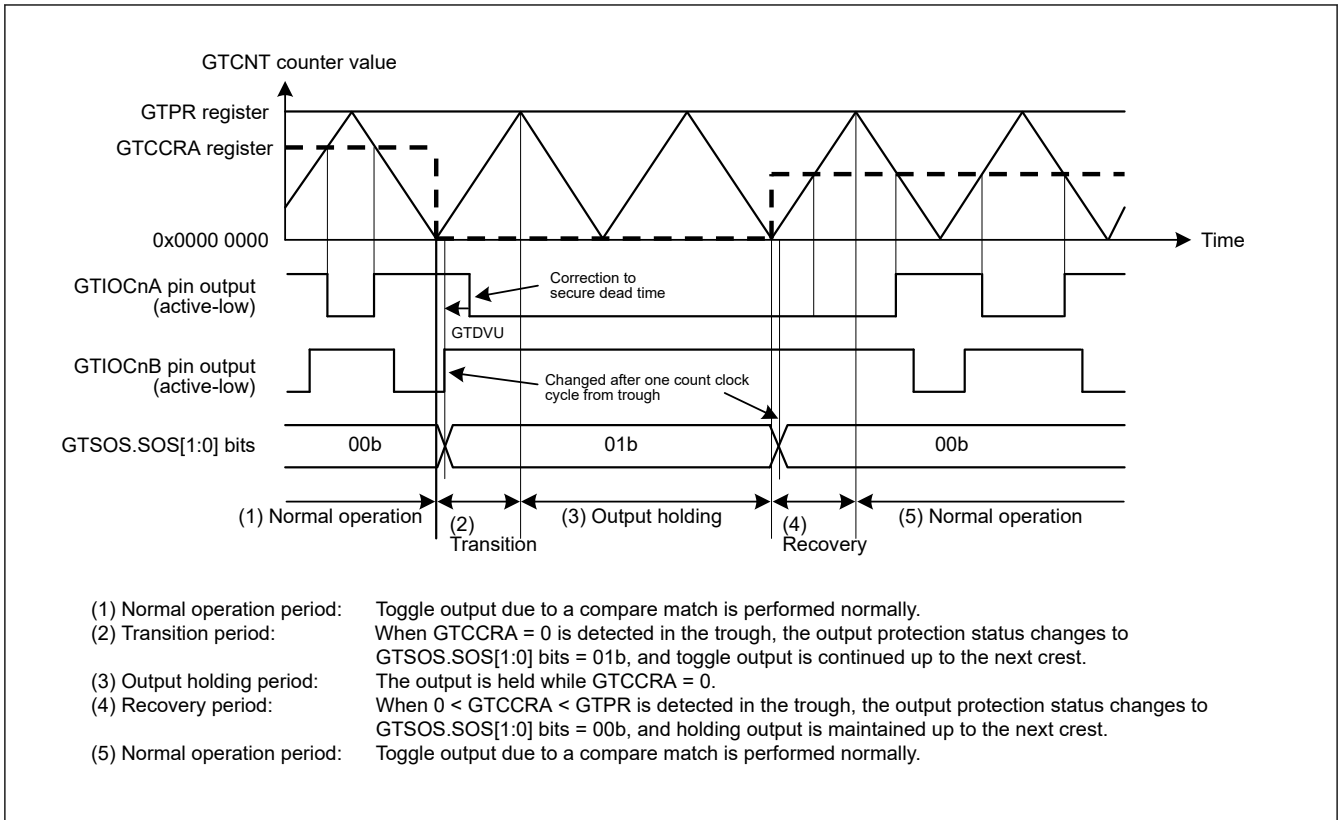 GTCNT counter value
GTPR register
GTCCRA register
0x0000 0000
Time
GTIOCnA pin output
(active-low)
Correction to
secure dead time
GTDVU
GTIOCnB pin output
(active-low)
Changed after one count clock
cycle from trough
GTSOS.SOS[1:0] bits
00b
01b
00b
(1) Normal operation
(2)
Transition
(3) Output holding
(4)
Recovery
(5) Normal operation
(1) Normal operation period: Toggle output due to a compare match is performed normally.
(2) Transition period: When GTCCRA = 0 is detected in the trough, the output protection status changes to
GTSOS.SOS[1:0] bits = 01b, and toggle output is continued up to the next crest.
(3) Output holding period: The output is held while GTCCRA = 0.
(4) Recovery period: When 0 < GTCCRA < GTPR is detected in the trough, the output protection status changes to
GTSOS.SOS[1:0] bits = 00b, and holding output is maintained up to the next crest.
(5) Normal operation period: Toggle output due to a compare match is performed normally.